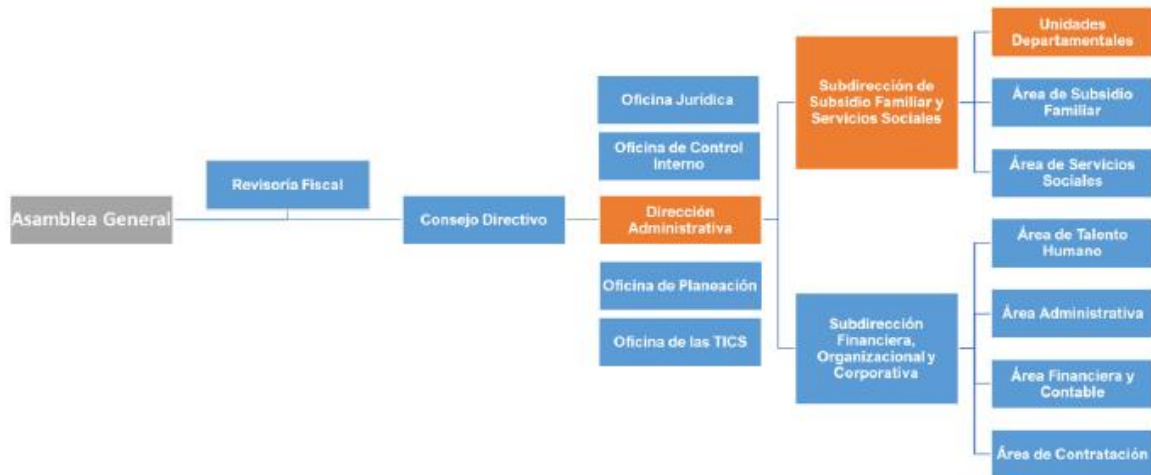 Asamblea General
Revisoría Fiscal
Consejo Directivo
Oficina Jurídica
Oficina de Control
Interno
Dirección
Administrativa
Oficina de Planeación
Oficina de las TICS
Subdirección de
Subsidio Familiar y
Servicios Sociales
Subdirección
Financiera,
Organizacional y
Corporativa
Unidades
Departamentales
Área de Subsidio
Familiar
Área de Servicios
Sociales
Área de Talento
Humano
Área Administrativa
Área Financiera y
Contable
Área de Contratación